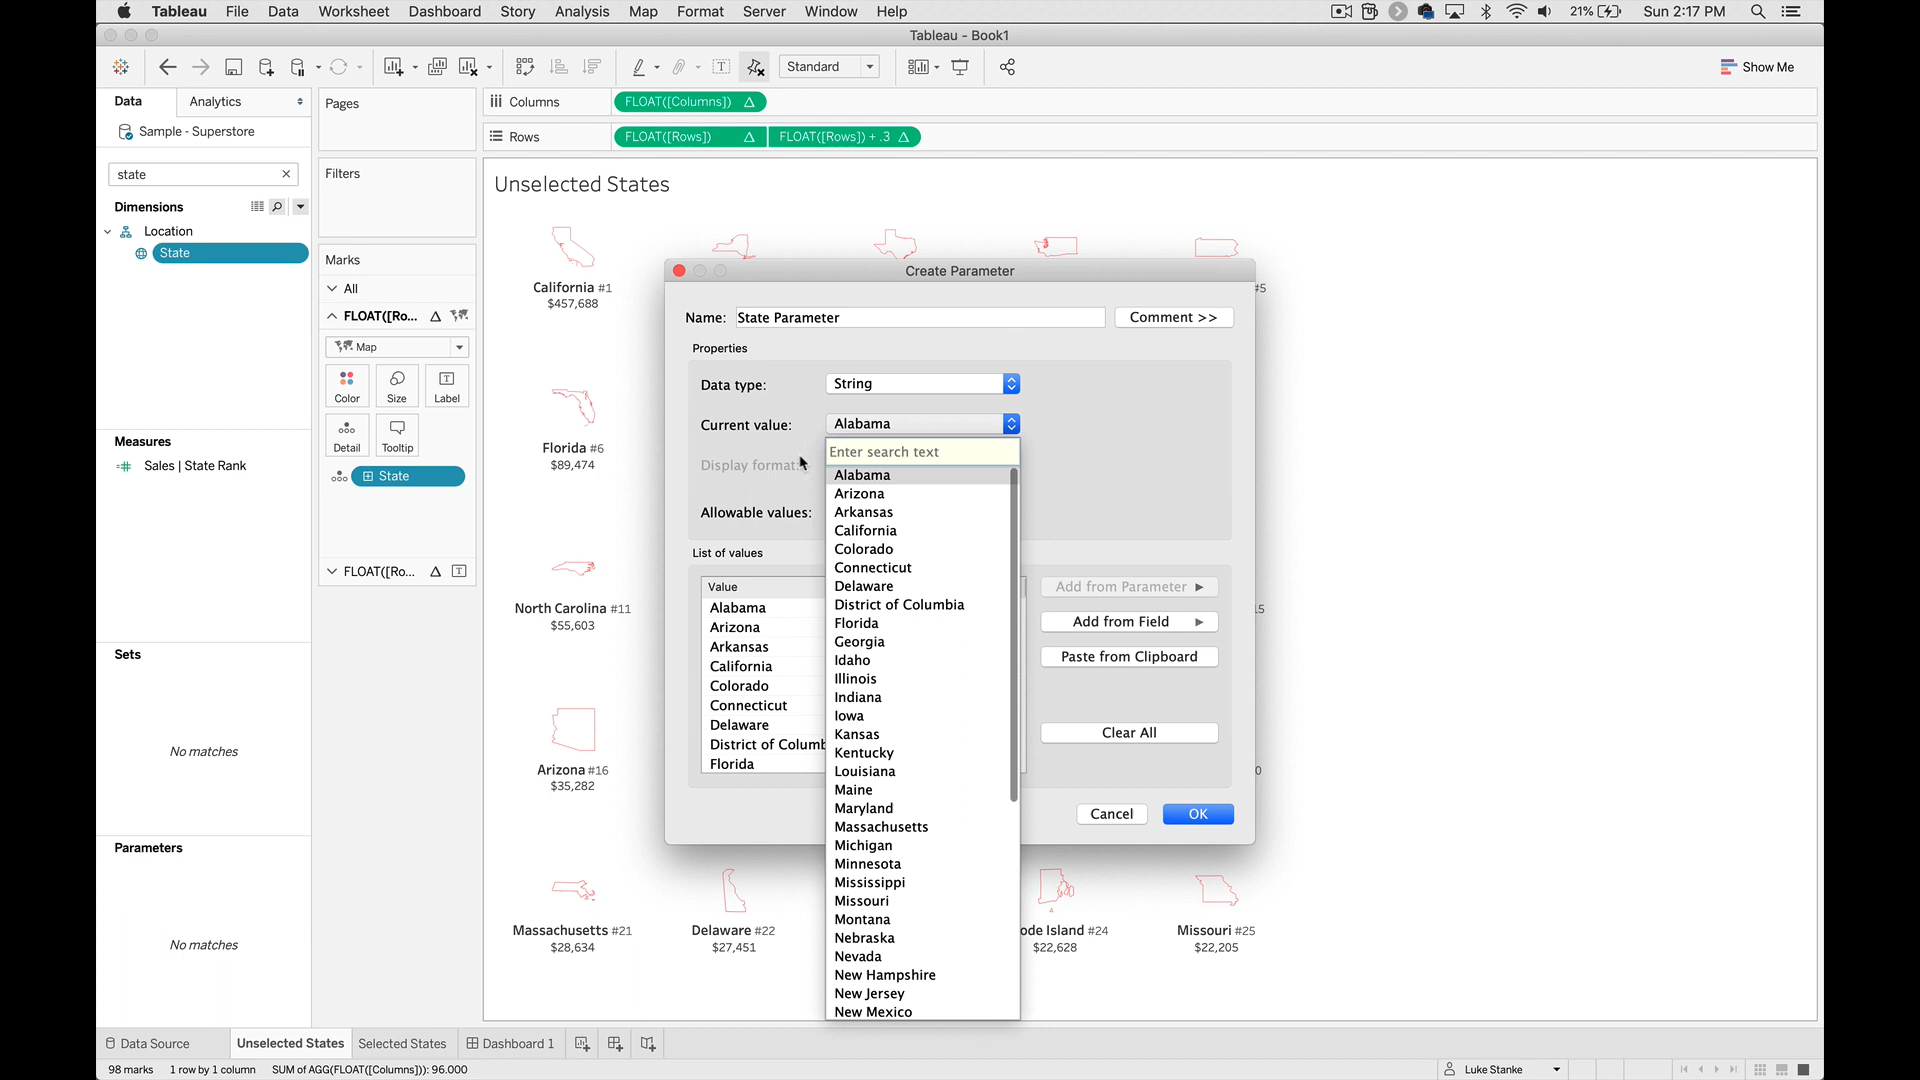 Tableau File Data Worksheet Dashboard Story Analysis Map Format Server Window Help 21% Sun 2:17 PM
Tableau - Book1
Standard
Show Me
Data Analytics
Sample - Superstore
state
Dimensions
Location
State
Measures
Sales | State Rank
Sets
No matches
Parameters
No matches
Pages
Filters
Marks
All
FLOAT([Ro...
Map
Color Size Label
Detail Tooltip
State
FLOAT([Ro...
Columns FLOAT([Columns])
Rows FLOAT([Rows]) FLOAT([Rows]) + .3
Unselected States
California #1
$457,688
#5
Florida #6
$89,474
North Carolina #11
$55,603
15
Arizona #16
$35,282
0
Massachusetts #21
$28,634
Delaware #22
$27,451
ode Island #24
$22,628
Missouri #25
$22,205
Create Parameter
Name: State Parameter Comment >>
Properties
Data type: String
Current value: Alabama
Display format:
Allowable values:
List of values
Value
Alabama
Arizona
Arkansas
California
Colorado
Connecticut
Delaware
District of Columb
Florida
Enter search text
Alabama
Arizona
Arkansas
California
Colorado
Connecticut
Delaware
District of Columbia
Florida
Georgia
Idaho
Illinois
Indiana
Iowa
Kansas
Kentucky
Louisiana
Maine
Maryland
Massachusetts
Michigan
Minnesota
Mississippi
Missouri
Montana
Nebraska
Nevada
New Hampshire
New Jersey
New Mexico
Add from Parameter
Add from Field
Paste from Clipboard
Clear All
Cancel OK
Data Source Unselected States Selected States Dashboard 1
98 marks 1 row by 1 column SUM of AGG(FLOAT([Columns])): 96.000 Luke Stanke